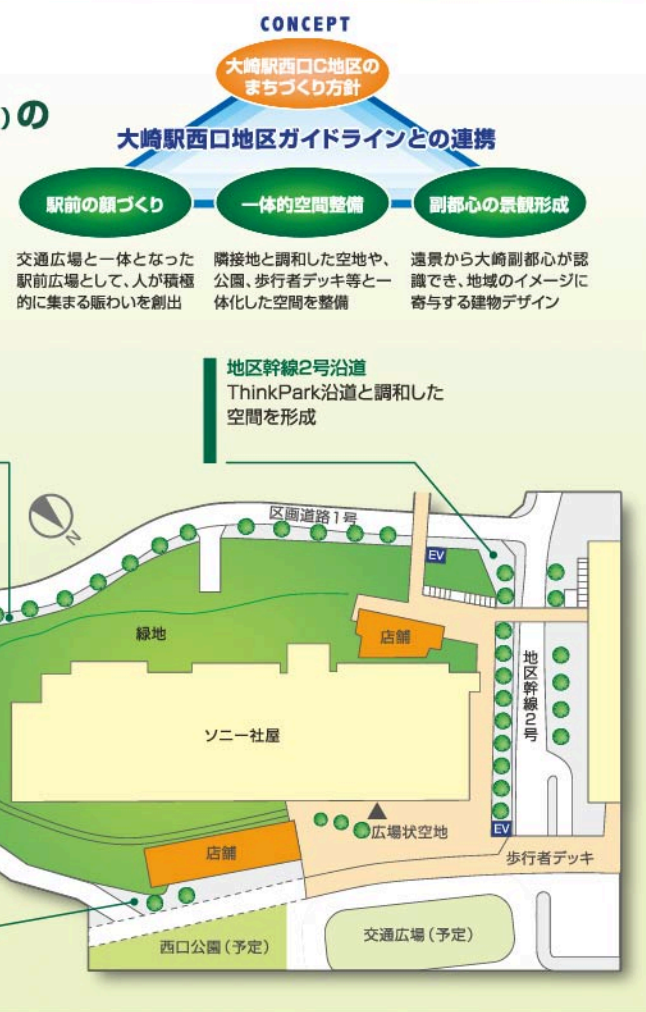 CONCEPT
大崎駅西口C地区の
まちづくり方針
)の
大崎駅西口地区ガイドラインとの連携
駅前の顔づくり
一体的空間整備
副都心の景観形成
交通広場と一体となった
駅前広場として、人が積極
的に集まる賑わいを創出
隣接地と調和した空地や、
公園、歩行者デッキ等と一
体化した空間を整備
遠景から大崎副都心が認
識でき、地域のイメージに
寄与する建物デザイン
地区幹線2号沿道
ThinkPark沿道と調和した
空間を形成
N
区画道路1号
EV
緑地
店舗
地区幹線2号
ソニー社屋
広場状空地
EV
店舗
歩行者デッキ
西口公園(予定)
交通広場(予定)